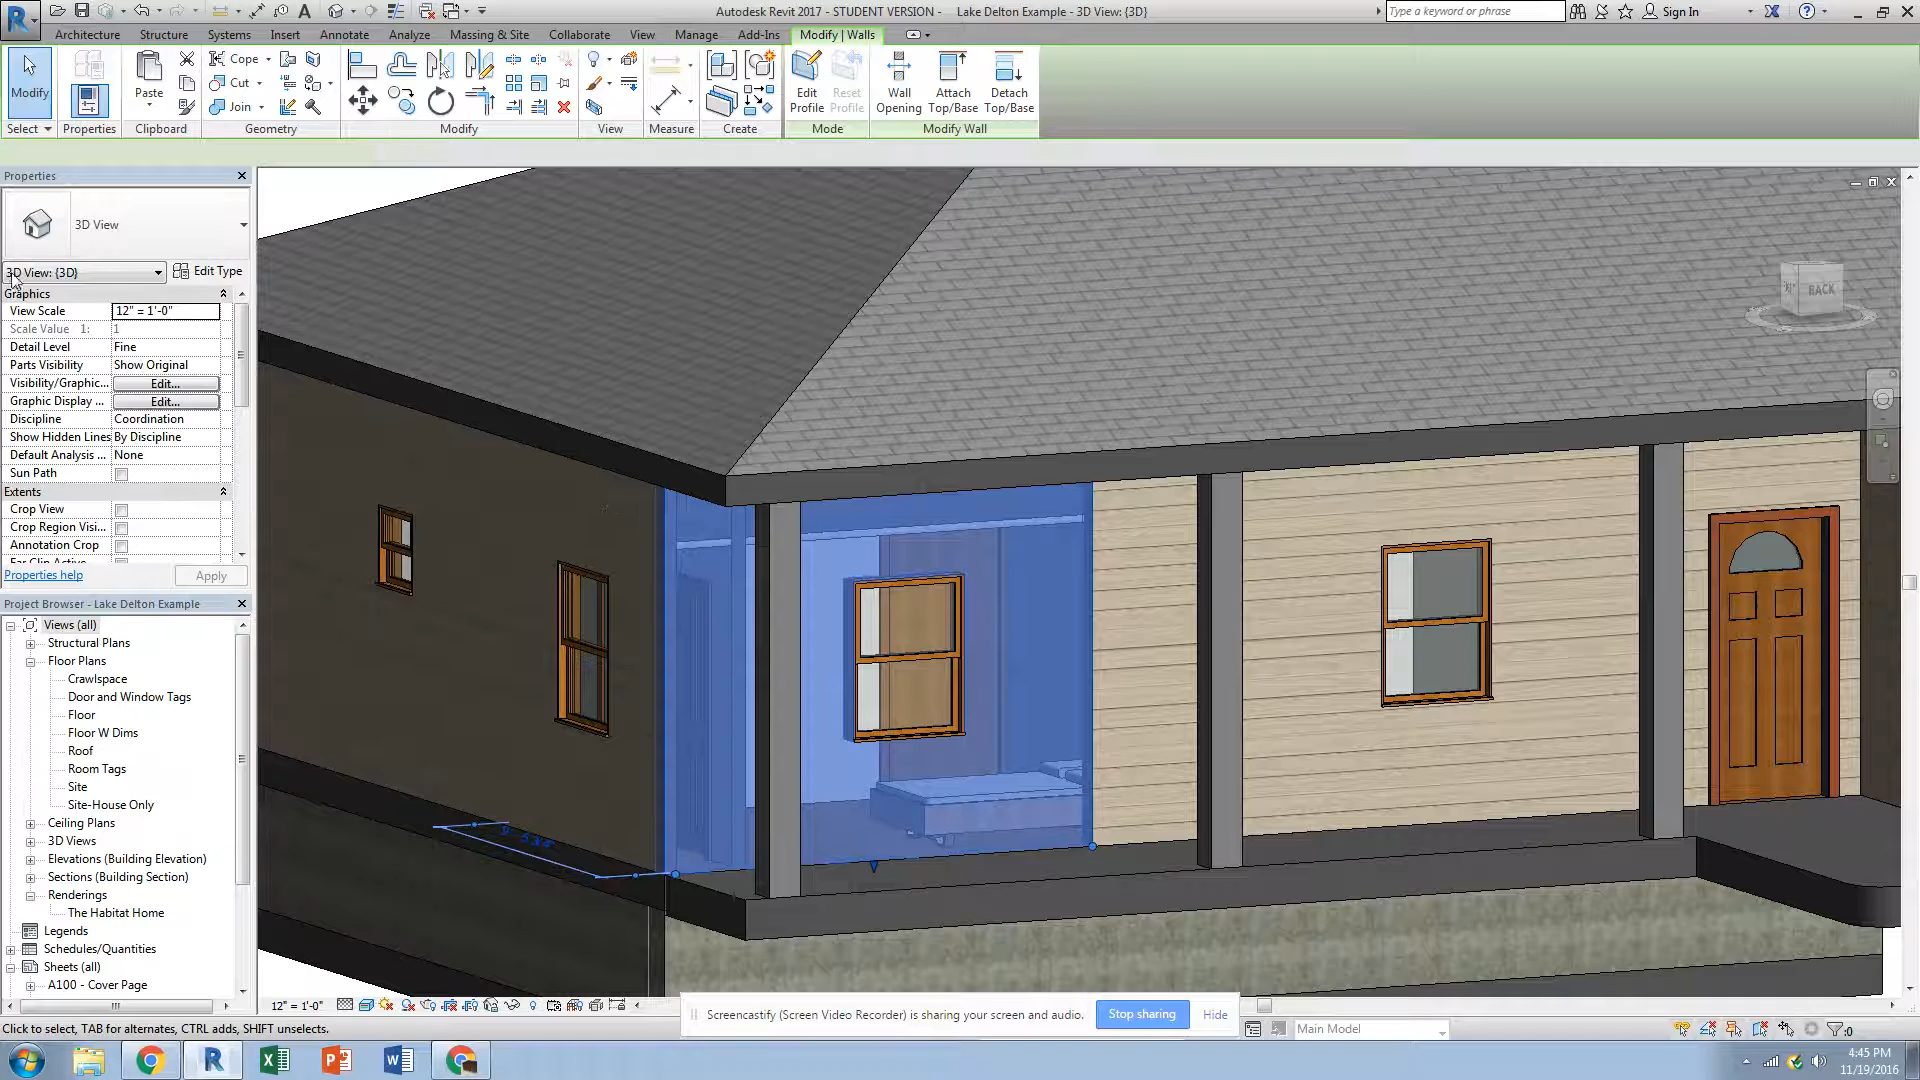 Autodesk Revit 2017 - STUDENT VERSION - Lake Delton Example - 3D View: {3D}
Type a keyword or phrase
Sign In
Architecture Structure Systems Insert Annotate Analyze Massing & Site Collaborate View Manage Add-Ins Modify | Walls
Modify
Paste
Cope
Cut
Join
Edit Profile
Reset Profile
Wall Opening
Attach Top/Base
Detach Top/Base
Select Properties Clipboard Geometry Modify View Measure Create Mode Modify Wall
Properties
3D View
3D View: {3D}
Edit Type
Graphics
View Scale 12" = 1'-0"
Scale Value 1: 1
Detail Level Fine
Parts Visibility Show Original
Visibility/Graphic... Edit...
Graphic Display ... Edit...
Discipline Coordination
Show Hidden Lines By Discipline
Default Analysis ... None
Sun Path
Extents
Crop View
Crop Region Visi...
Annotation Crop
Far Clip Active
Properties help
Apply
BACK
Project Browser - Lake Delton Example
Views (all)
Structural Plans
Floor Plans
Crawlspace
Door and Window Tags
Floor
Floor W Dims
Roof
Room Tags
Site
Site-House Only
Ceiling Plans
3D Views
Elevations (Building Elevation)
Sections (Building Section)
Renderings
The Habitat Home
Legends
Schedules/Quantities
Sheets (all)
A100 - Cover Page
12" = 1'-0"
Screencastify (Screen Video Recorder) is sharing your screen and audio.
Stop sharing
Hide
Click to select, TAB for alternates, CTRL adds, SHIFT unselects.
Main Model
:0
4:45 PM
11/19/2016